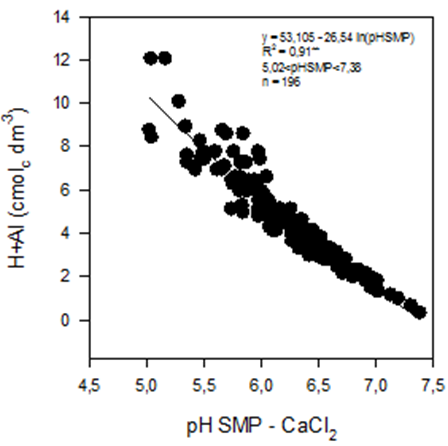 14
12
10
8
6
4
2
0
H+Al (cmol_c dm⁻³)
y = 53,105 - 26,54 ln(pHSMP)
R² = 0,91**
5,02<pHSMP<7,38
n = 196
4,5 5,0 5,5 6,0 6,5 7,0 7,5
pH SMP - CaCl₂